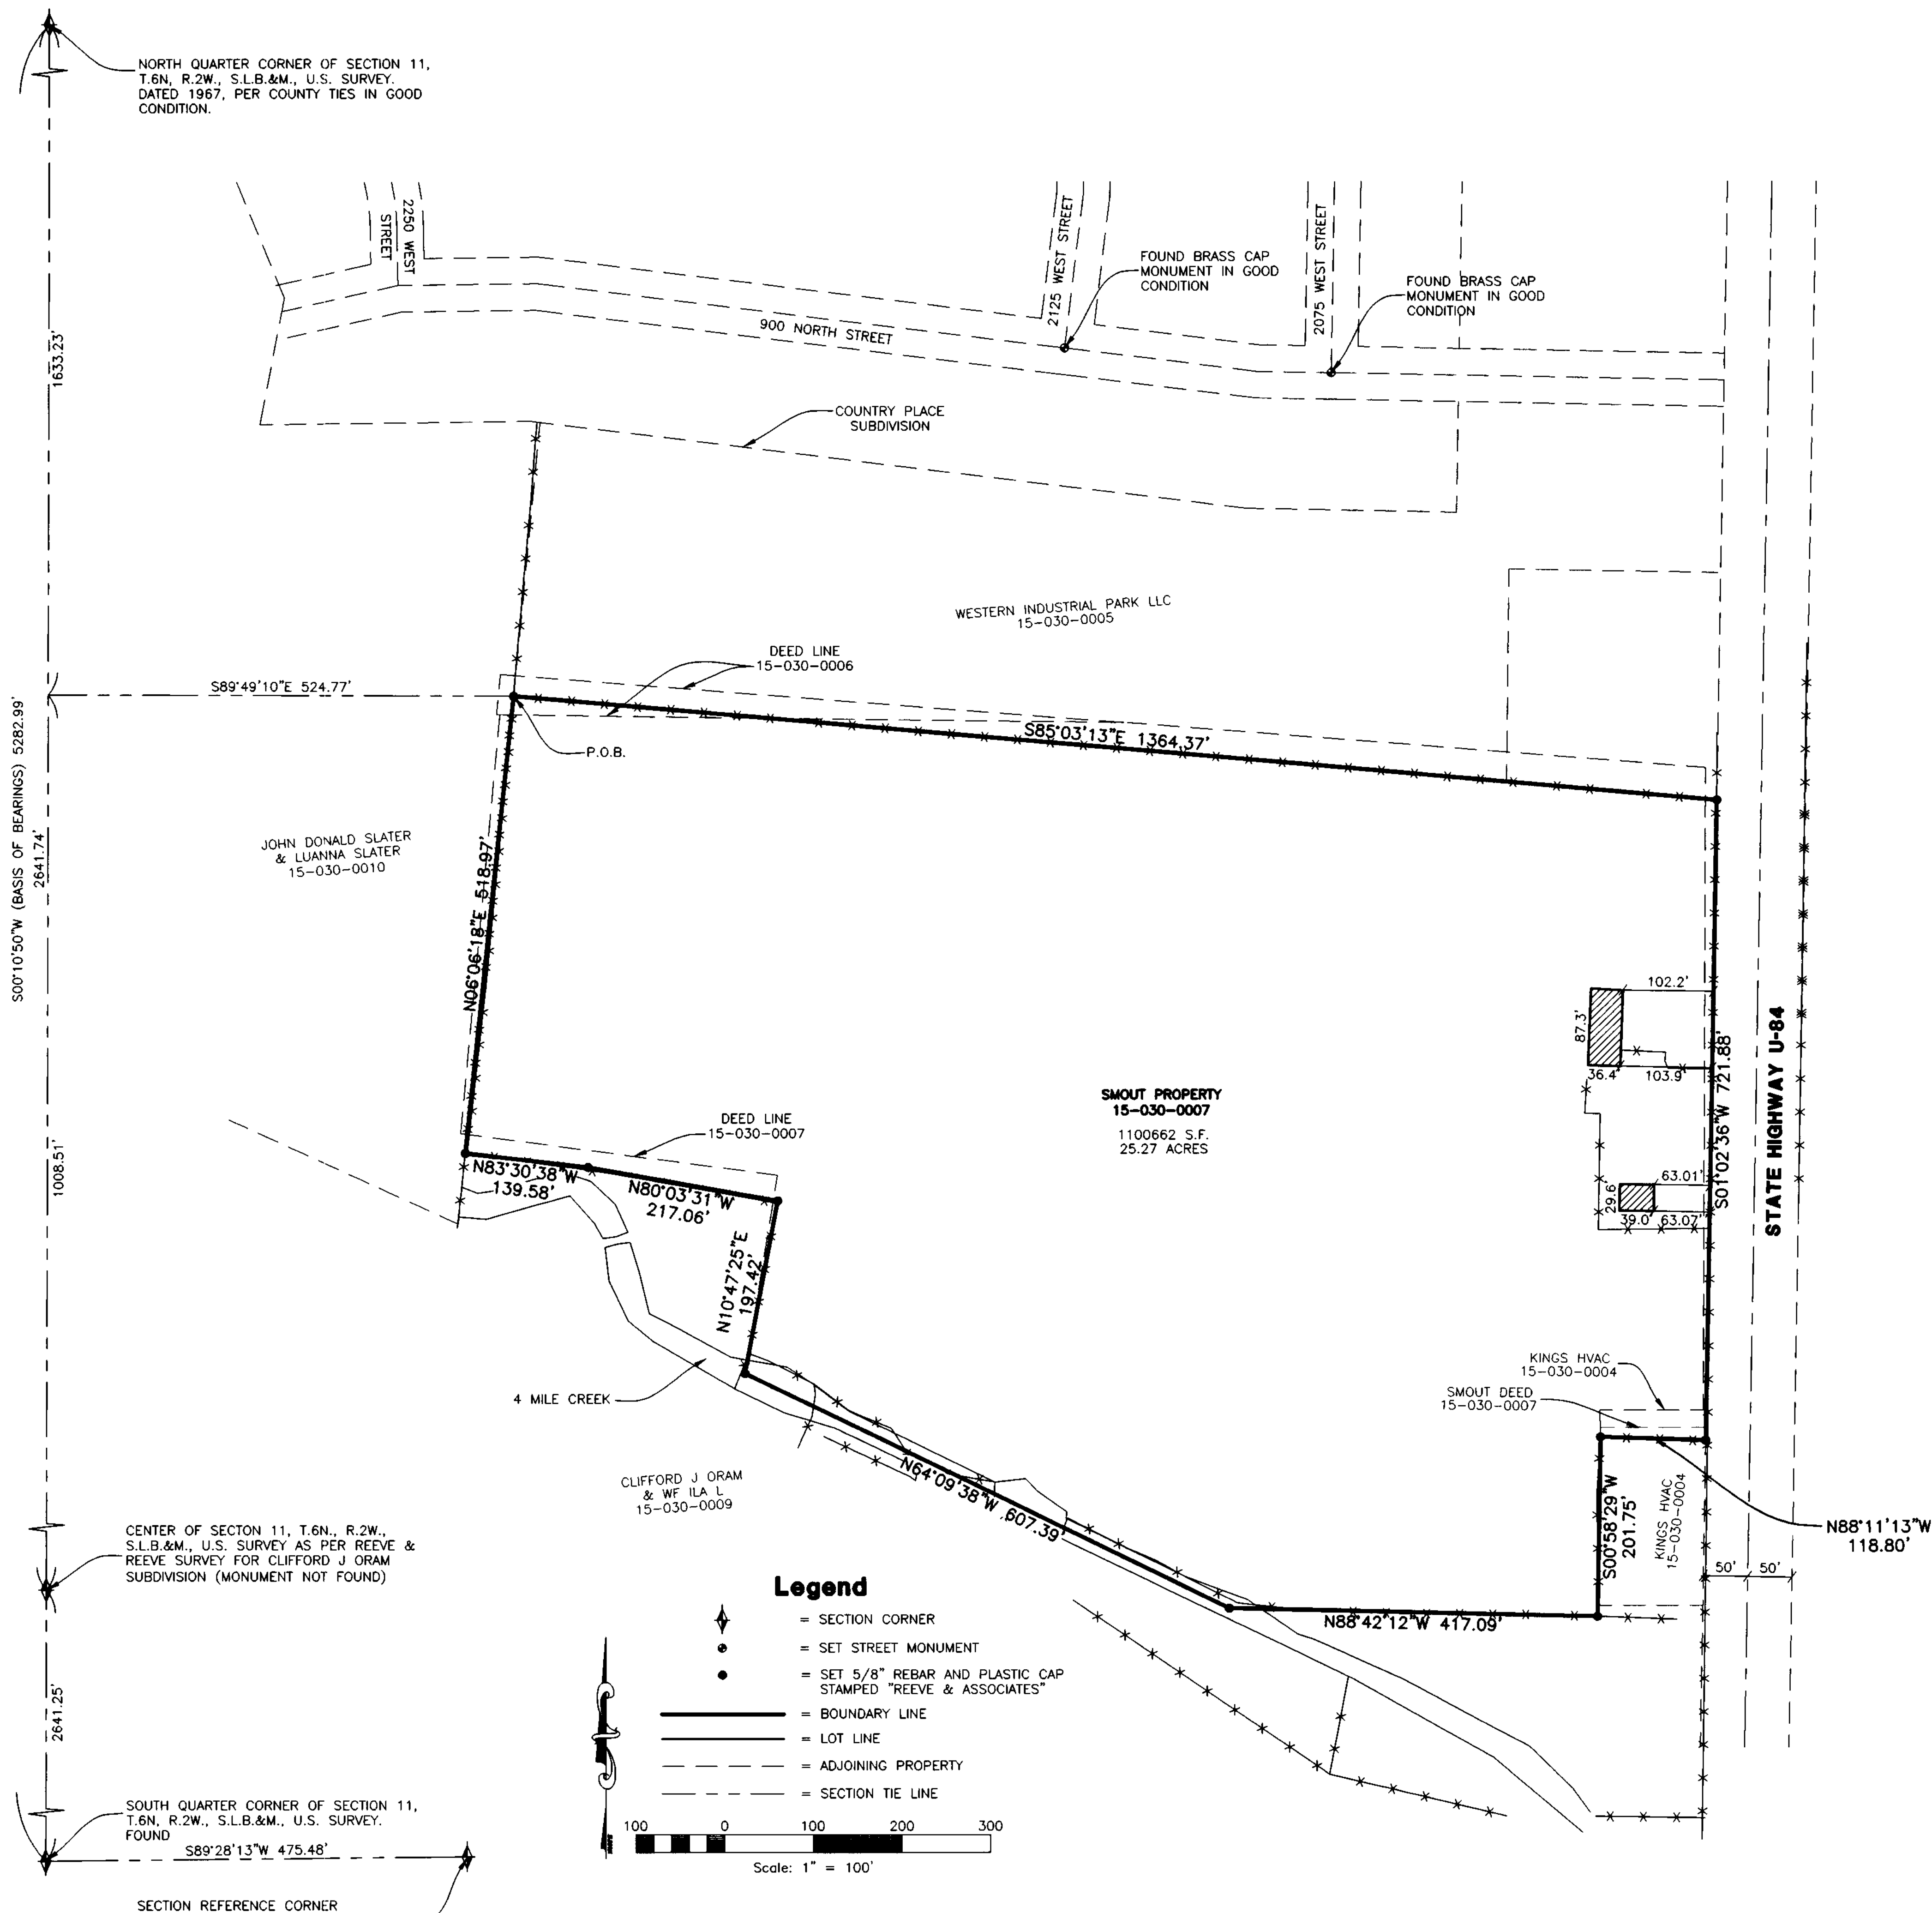 NORTH QUARTER CORNER OF SECTION 11,
T.6N, R.2W., S.L.B.&M., U.S. SURVEY.
DATED 1967, PER COUNTY TIES IN GOOD
CONDITION.
2250 WEST
STREET
2125 WEST STREET
2075 WEST STREET
FOUND BRASS CAP
MONUMENT IN GOOD
CONDITION
FOUND BRASS CAP
MONUMENT IN GOOD
CONDITION
900 NORTH STREET
1633.23'
COUNTRY PLACE
SUBDIVISION
WESTERN INDUSTRIAL PARK LLC
15-030-0005
DEED LINE
15-030-0006
S89°49'10"E 524.77'
S85°03'13"E 1364.37'
P.O.B.
S00°10'50"W (BASIS OF BEARINGS) 5282.99'
2641.74'
JOHN DONALD SLATER
& LUANNA SLATER
15-030-0010
N06°06'18"E 518.97'
102.2'
87.3'
36.4'
103.9'
S01°02'36"W 721.88'
STATE HIGHWAY U-84
SMOUT PROPERTY
15-030-0007
1100662 S.F.
25.27 ACRES
DEED LINE
15-030-0007
1008.51'
N83°30'38"W
139.58'
N80°03'31"W
217.06'
63.01'
29.6'
39.0'
63.07'
N10°47'25"E
197.42'
KINGS HVAC
15-030-0004
SMOUT DEED
15-030-0007
4 MILE CREEK
CLIFFORD J ORAM
& WF ILA L
15-030-0009
N64°09'38"W 607.39'
S00°58'29"W
201.75'
KINGS HVAC
15-030-0004
N88°11'13"W
118.80'
50'
50'
CENTER OF SECTON 11, T.6N., R.2W.,
S.L.B.&M., U.S. SURVEY AS PER REEVE &
REEVE SURVEY FOR CLIFFORD J ORAM
SUBDIVISION (MONUMENT NOT FOUND)
N88°42'12"W 417.09'
Legend
= SECTION CORNER
= SET STREET MONUMENT
= SET 5/8" REBAR AND PLASTIC CAP
STAMPED "REEVE & ASSOCIATES"
= BOUNDARY LINE
= LOT LINE
= ADJOINING PROPERTY
= SECTION TIE LINE
2641.25'
SOUTH QUARTER CORNER OF SECTION 11,
T.6N, R.2W., S.L.B.&M., U.S. SURVEY.
FOUND
S89°28'13"W 475.48'
100 0 100 200 300
Scale: 1" = 100'
SECTION REFERENCE CORNER